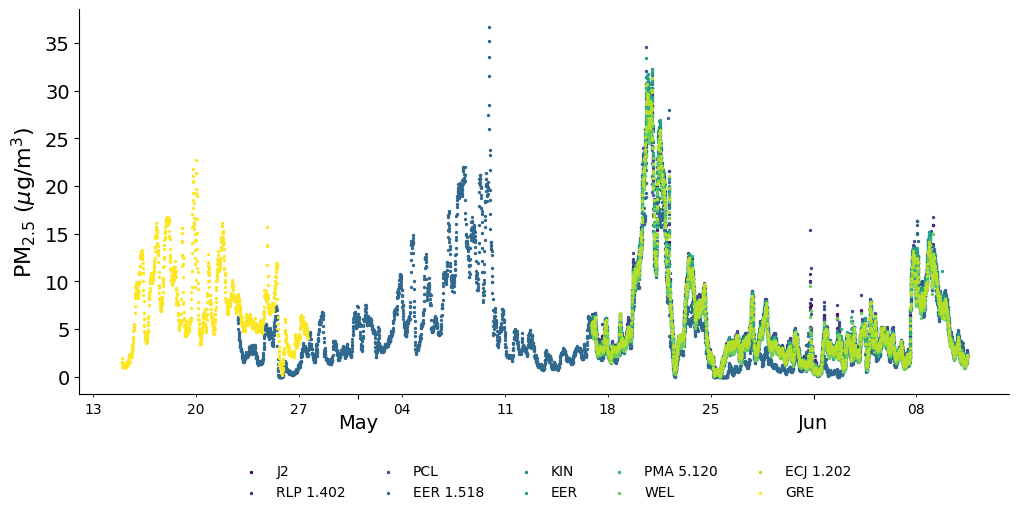 PM2.5 (μg/m3)
35
30
25
20
15
10
5
0
13 20 27 04 11 18 25 08
May Jun
J2 PCL KIN PMA 5.120 ECJ 1.202
RLP 1.402 EER 1.518 EER WEL GRE